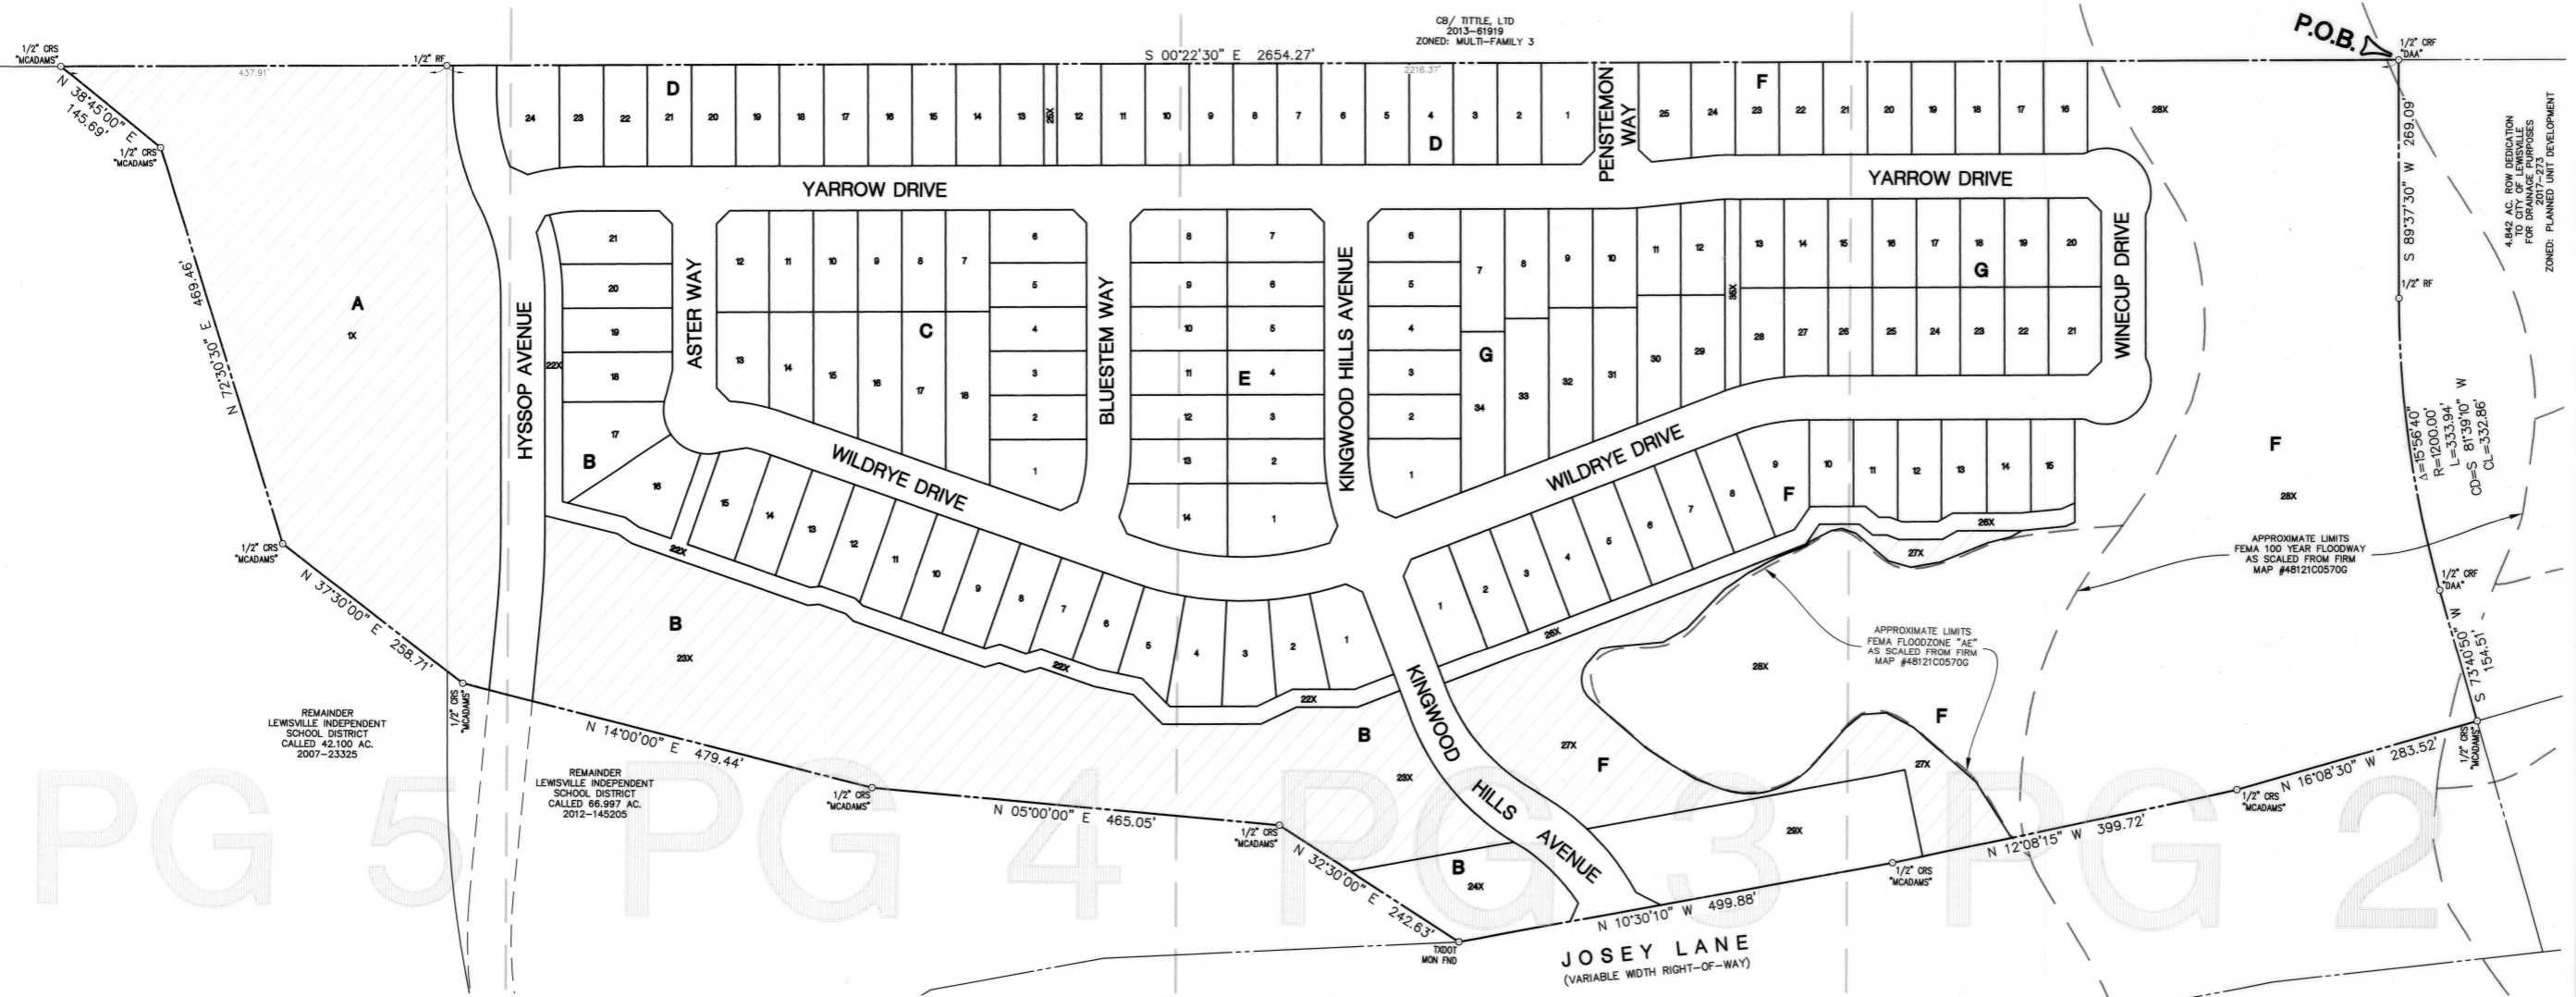 CB/ TITTLE, LTD
2013-61919
ZONED: MULTI-FAMILY 3
P.O.B.
1/2" CRF
"DAA"
1/2" CRS
"MCADAMS"
437.91'
1/2" RF
S 00°22'30" E 2654.27'
2216.37'
N 38°45'00" E
145.69'
1/2" CRS
"MCADAMS"
D
24
23
22
21
20
19
18
17
16
15
14
13
25X
12
11
10
9
8
7
6
5
4
3
2
1
D
PENSTEMON
WAY
F
25
24
23
22
21
20
19
18
17
16
28X
S 89°37'30" W 269.09'
4.842 AC. ROW DEDICATION
TO CITY OF LEWISVILLE
FOR DRAINAGE PURPOSES
2017-273
ZONED: PLANNED UNIT DEVELOPMENT
YARROW DRIVE
YARROW DRIVE
N 72°30'30" E 469.46'
A
1X
HYSSOP AVENUE
22X
21
20
19
18
17
B
16
ASTER WAY
12
11
10
9
8
7
C
13
14
15
16
17
18
6
5
4
3
2
1
BLUESTEM WAY
8
7
9
6
10
5
11
E
4
12
3
13
2
14
1
KINGWOOD HILLS AVENUE
6
5
4
3
2
1
7
8
9
10
11
12
35X
13
14
15
16
17
18
19
20
G
G
34
33
32
31
30
29
28
27
26
25
24
23
22
21
WINECUP DRIVE
1/2" RF
Δ=15°56'40"
R=1200.00'
L=333.94'
CD=S 81°39'10" W
CL=332.86'
WILDRYE DRIVE
WILDRYE DRIVE
15
14
13
12
11
10
9
8
7
6
5
4
3
2
1
22X
22X
22X
1
2
3
4
5
6
7
8
9
F
10
11
12
13
14
15
26X
26X
27X
F
28X
APPROXIMATE LIMITS
FEMA 100 YEAR FLOODWAY
AS SCALED FROM FIRM
MAP #48121C0570G
1/2" CRF
"DAA"
1/2" CRS
"MCADAMS"
N 37°30'00" E 258.71'
B
23X
APPROXIMATE LIMITS
FEMA FLOODZONE "AE"
AS SCALED FROM FIRM
MAP #48121C0570G
28X
S 73°40'50" W
154.51'
1/2" CRS
"MCADAMS"
REMAINDER
LEWISVILLE INDEPENDENT
SCHOOL DISTRICT
CALLED 42.100 AC.
2007-23325
N 14°00'00" E 479.44'
KINGWOOD
HILLS
AVENUE
B
23X
27X
F
F
27X
N 16°08'30" W 283.52'
1/2" CRS
"MCADAMS"
REMAINDER
LEWISVILLE INDEPENDENT
SCHOOL DISTRICT
CALLED 66.997 AC.
2012-145205
1/2" CRS
"MCADAMS"
N 05°00'00" E 465.05'
1/2" CRS
"MCADAMS"
1/2" CRS
"MCADAMS"
29X
N 12°08'15" W 399.72'
1/2" CRS
"MCADAMS"
N 32°30'00" E 242.63'
B
24X
N 10°30'10" W 499.88'
TXDOT
MON FND
JOSEY LANE
(VARIABLE WIDTH RIGHT-OF-WAY)
PG 5
PG 4
PG 3
PG 2